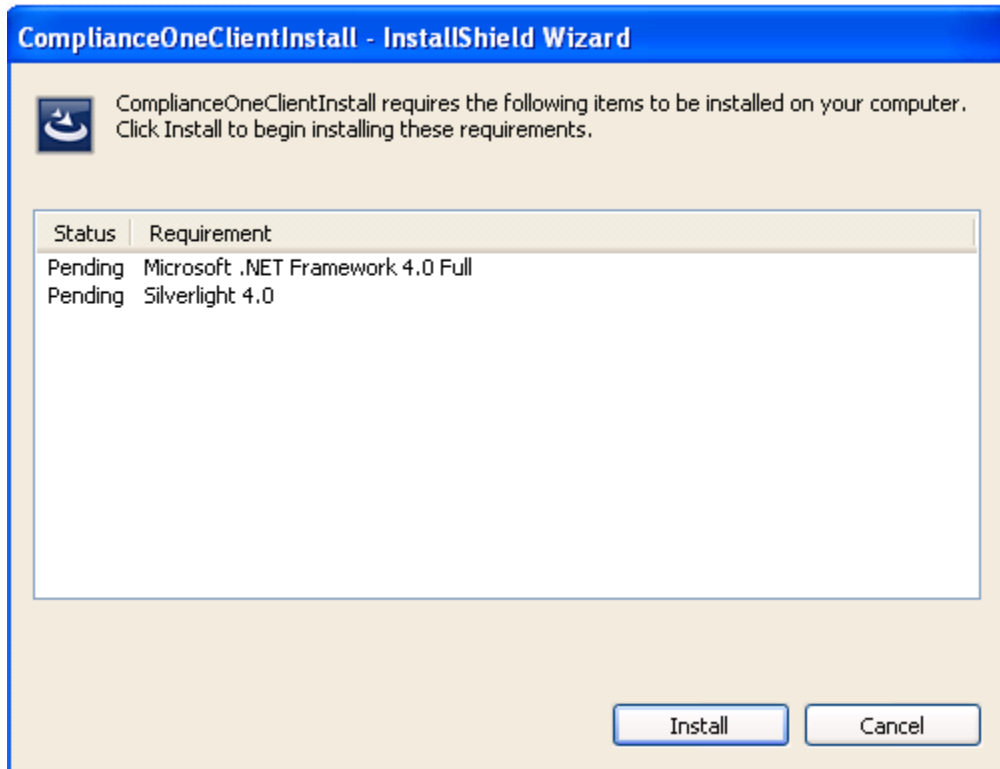 ComplianceOneClientInstall - InstallShield Wizard
ComplianceOneClientInstall requires the following items to be installed on your computer.
Click Install to begin installing these requirements.
Status Requirement
Pending Microsoft .NET Framework 4.0 Full
Pending Silverlight 4.0
Install Cancel